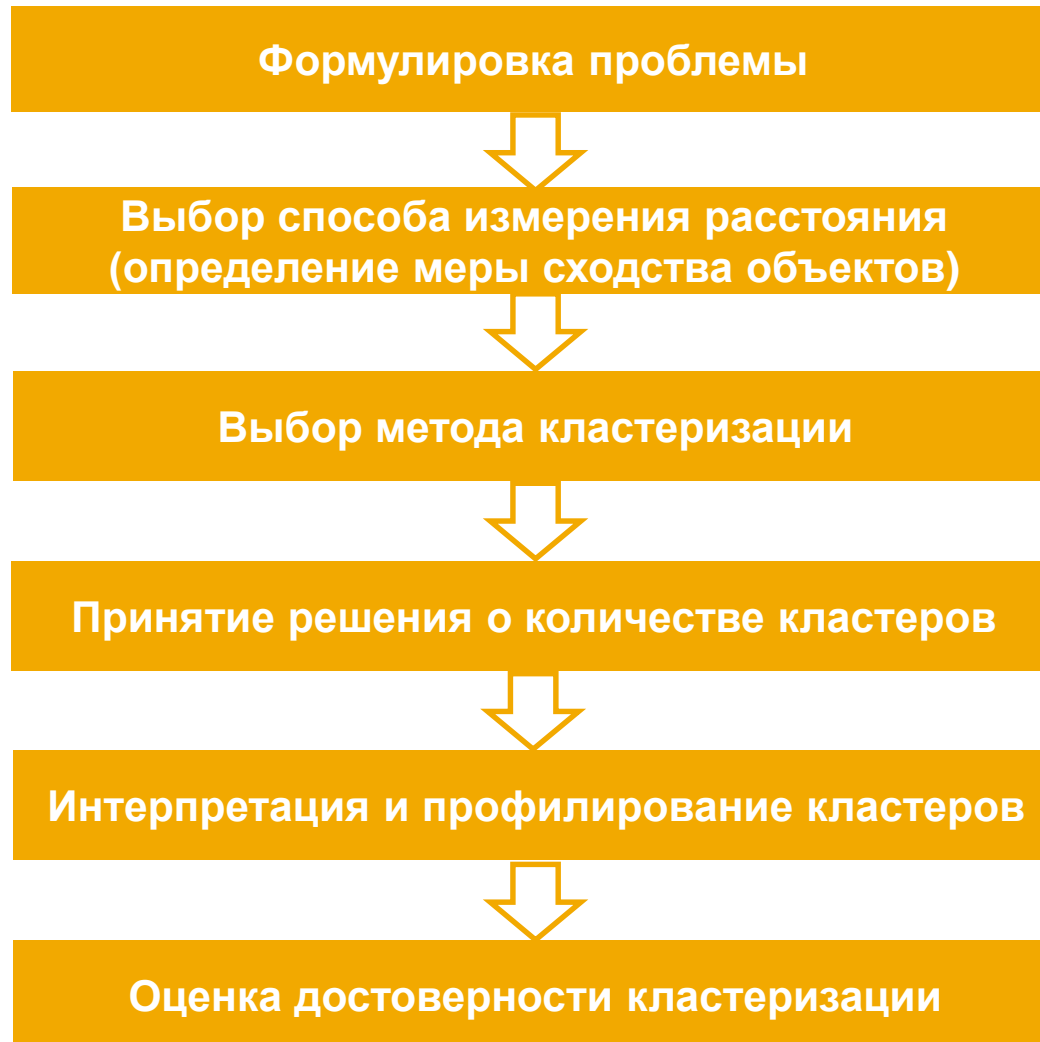 Формулировка проблемы
Выбор способа измерения расстояния
(определение меры сходства объектов)
Выбор метода кластеризации
Принятие решения о количестве кластеров
Интерпретация и профилирование кластеров
Оценка достоверности кластеризации